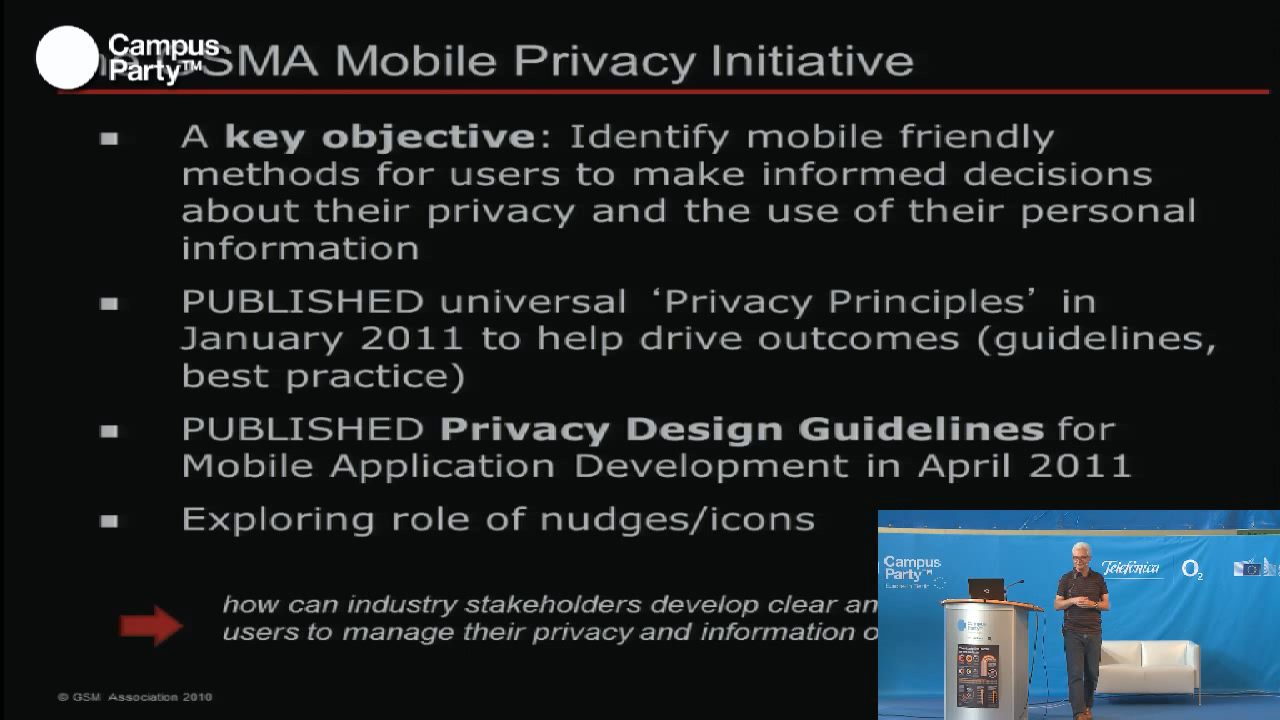 Campus
Party™
GSMA Mobile Privacy Initiative
A key objective: Identify mobile friendly
methods for users to make informed decisions
about their privacy and the use of their personal
information
PUBLISHED universal ‘Privacy Principles’ in
January 2011 to help drive outcomes (guidelines,
best practice)
PUBLISHED Privacy Design Guidelines for
Mobile Application Development in April 2011
Exploring role of nudges/icons
how can industry stakeholders develop clear an
users to manage their privacy and information o
© GSM Association 2010
Campus
Party™
Telefónica
O2